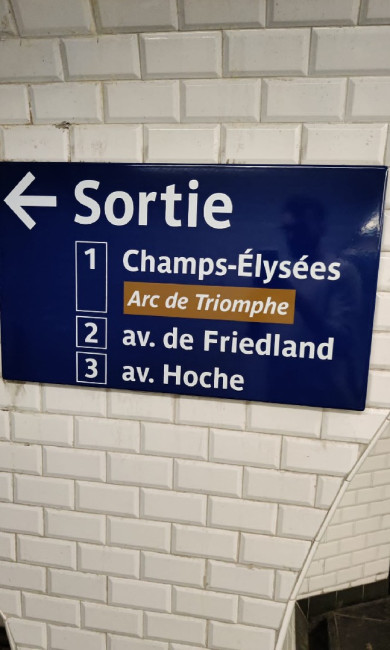 ← Sortie
1 Champs-Élysées
Arc de Triomphe
2 av. de Friedland
3 av. Hoche